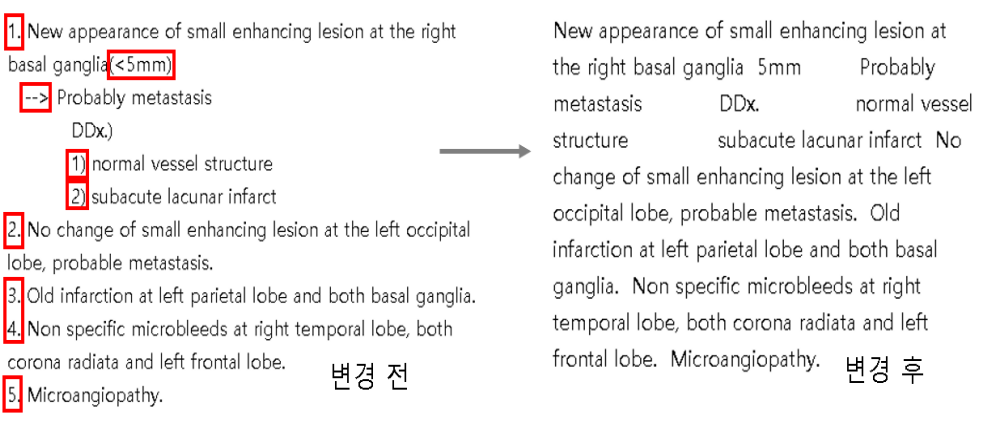 1. New appearance of small enhancing lesion at the right
basal ganglia(<5mm)
--> Probably metastasis
DDx.)
1) normal vessel structure
2) subacute lacunar infarct
2. No change of small enhancing lesion at the left occipital
lobe, probable metastasis.
3. Old infarction at left parietal lobe and both basal ganglia.
4. Non specific microbleeds at right temporal lobe, both
corona radiata and left frontal lobe.
5. Microangiopathy.
변경 전
New appearance of small enhancing lesion at
the right basal ganglia 5mm Probably
metastasis DDx. normal vessel
structure subacute lacunar infarct No
change of small enhancing lesion at the left
occipital lobe, probable metastasis. Old
infarction at left parietal lobe and both basal
ganglia. Non specific microbleeds at right
temporal lobe, both corona radiata and left
frontal lobe. Microangiopathy.
변경 후